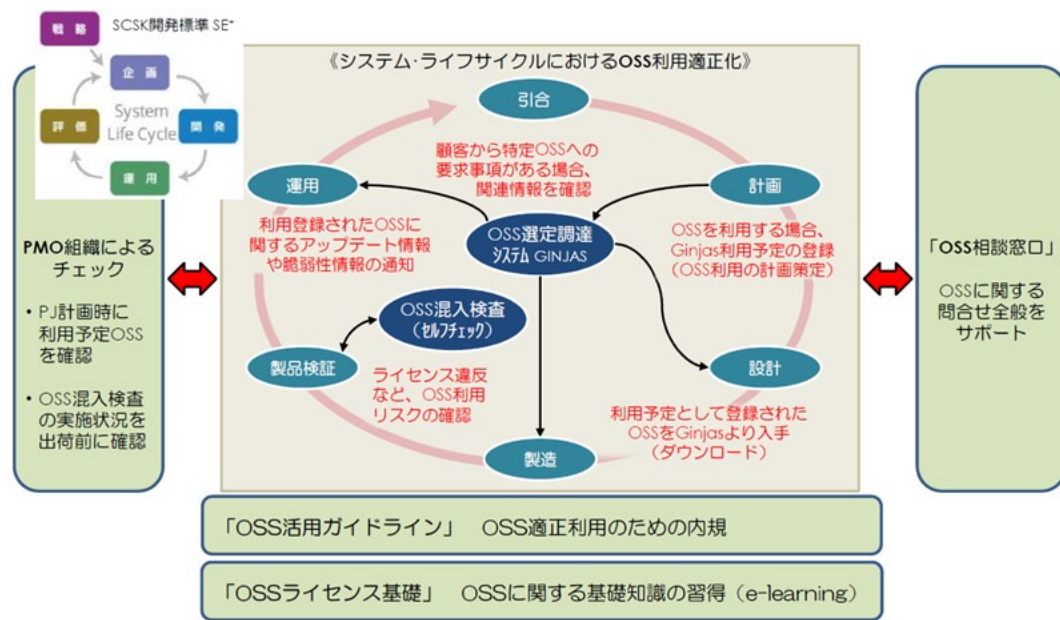 戦略
SCSK開発標準 SE⁺
企画
System
Life Cycle
評価
開発
運用
PMO組織による
チェック
• PJ計画時に
利用予定OSS
を確認
• OSS混入検査
の実施状況を
出荷前に確認
《システム・ライフサイクルにおけるOSS利用適正化》
引合
顧客から特定OSSへの
要求事項がある場合、
関連情報を確認
運用
計画
利用登録されたOSSに
関するアップデート情報
や脆弱性情報の通知
OSS選定調達
ｼｽﾃﾑ GINJAS
OSSを利用する場合、
Ginjas利用予定の登録
（OSS利用の計画策定）
OSS混入検査
（ｾﾙﾌﾁｪｯｸ）
製品検証
設計
ライセンス違反
など、OSS利用
リスクの確認
利用予定として登録された
OSSをGinjasより入手
（ダウンロード）
製造
「OSS相談窓口」
OSSに関する
問合せ全般を
サポート
「OSS活用ガイドライン」 OSS適正利用のための内規
「OSSライセンス基礎」 OSSに関する基礎知識の習得（e-learning）